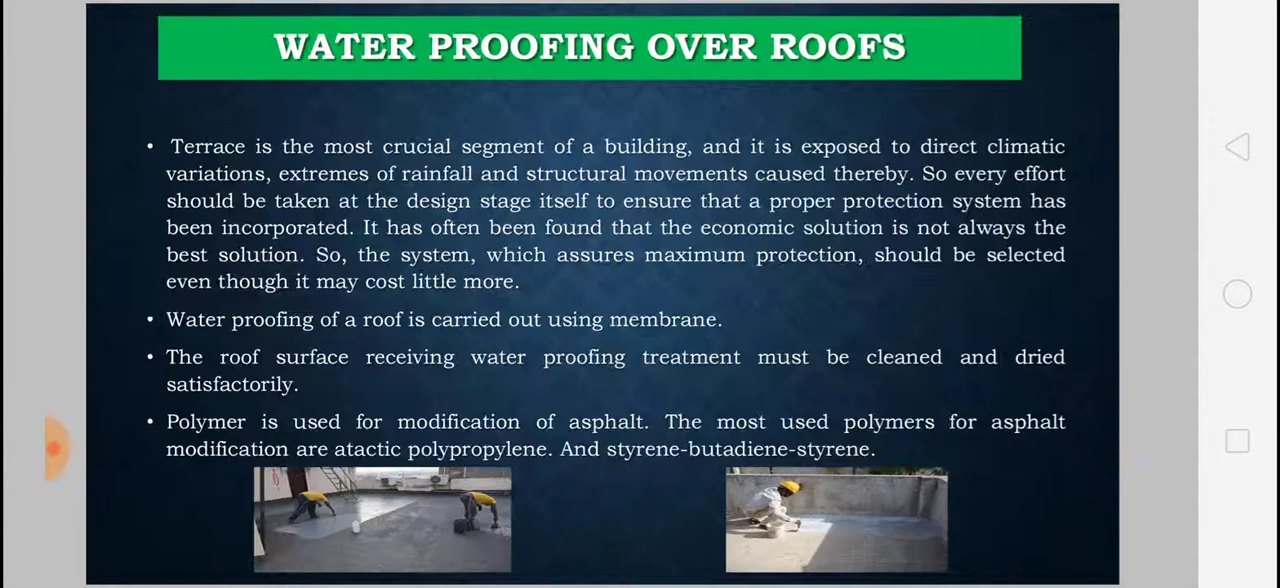 WATER PROOFING OVER ROOFS
• Terrace is the most crucial segment of a building, and it is exposed to direct climatic
variations, extremes of rainfall and structural movements caused thereby. So every effort
should be taken at the design stage itself to ensure that a proper protection system has
been incorporated. It has often been found that the economic solution is not always the
best solution. So, the system, which assures maximum protection, should be selected
even though it may cost little more.
• Water proofing of a roof is carried out using membrane.
• The roof surface receiving water proofing treatment must be cleaned and dried
satisfactorily.
• Polymer is used for modification of asphalt. The most used polymers for asphalt
modification are atactic polypropylene. And styrene-butadiene-styrene.